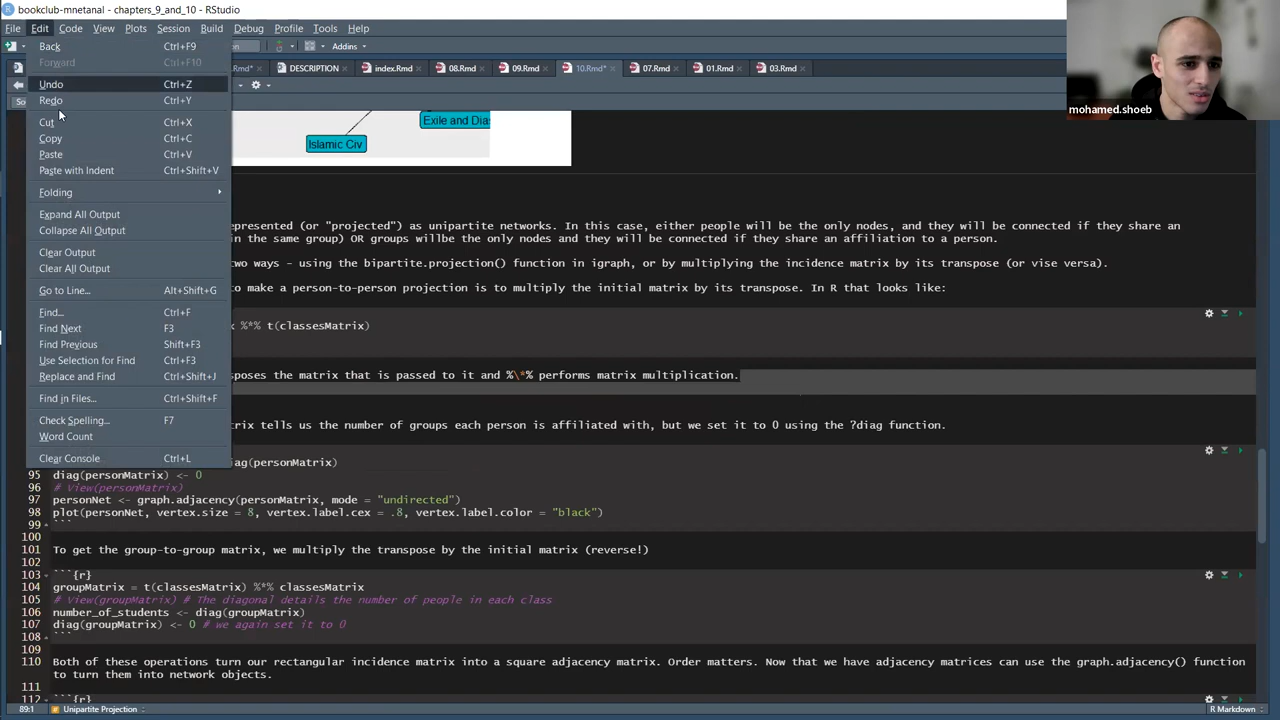 bookclub-mnetanal - chapters_9_and_10 - RStudio
File Edit Code View Plots Session Build Debug Profile Tools Help
Back Ctrl+F9
Addins
Forward Ctrl+F10
.Rmd* DESCRIPTION index.Rmd 08.Rmd 09.Rmd 10.Rmd* 07.Rmd 01.Rmd 03.Rmd
Undo Ctrl+Z
Redo Ctrl+Y
mohamed.shoeb
Cut Ctrl+X
Exile and Dia
Copy Ctrl+C
Islamic Civ
Paste Ctrl+V
Paste with Indent Ctrl+Shift+V
Folding
Expand All Output
epresented (or "projected") as unipartite networks. In this case, either people will be the only nodes, and they will be connected if they share an
Collapse All Output
in the same group) OR groups willbe the only nodes and they will be connected if they share an affiliation to a person.
Clear Output
two ways - using the bipartite.projection() function in igraph, or by multiplying the incidence matrix by its transpose (or vise versa).
Clear All Output
Go to Line... Alt+Shift+G
to make a person-to-person projection is to multiply the initial matrix by its transpose. In R that looks like:
Find... Ctrl+F
Find Next F3
%*% t(classesMatrix)
Find Previous Shift+F3
Use Selection for Find Ctrl+F3
Replace and Find Ctrl+Shift+J
sposes the matrix that is passed to it and %\*% performs matrix multiplication.
Find in Files... Ctrl+Shift+F
Check Spelling... F7
trix tells us the number of groups each person is affiliated with, but we set it to 0 using the ?diag function.
Word Count
Clear Console Ctrl+L
iag(personMatrix)
95 diag(personMatrix) <- 0
96 # View(personMatrix)
97 personNet <- graph.adjacency(personMatrix, mode = "undirected")
98 plot(personNet, vertex.size = 8, vertex.label.cex = .8, vertex.label.color = "black")
99 ```
100
101 To get the group-to-group matrix, we multiply the transpose by the initial matrix (reverse!)
102
103 ```{r}
104 groupMatrix = t(classesMatrix) %*% classesMatrix
105 # View(groupMatrix) # The diagonal details the number of people in each class
106 number_of_students <- diag(groupMatrix)
107 diag(groupMatrix) <- 0 # we again set it to 0
108 ```
109
110 Both of these operations turn our rectangular incidence matrix into a square adjacency matrix. Order matters. Now that we have adjacency matrices can use the graph.adjacency() function
to turn them into network objects.
111
112 ```{r}
89:1 Unipartite Projection R Markdown